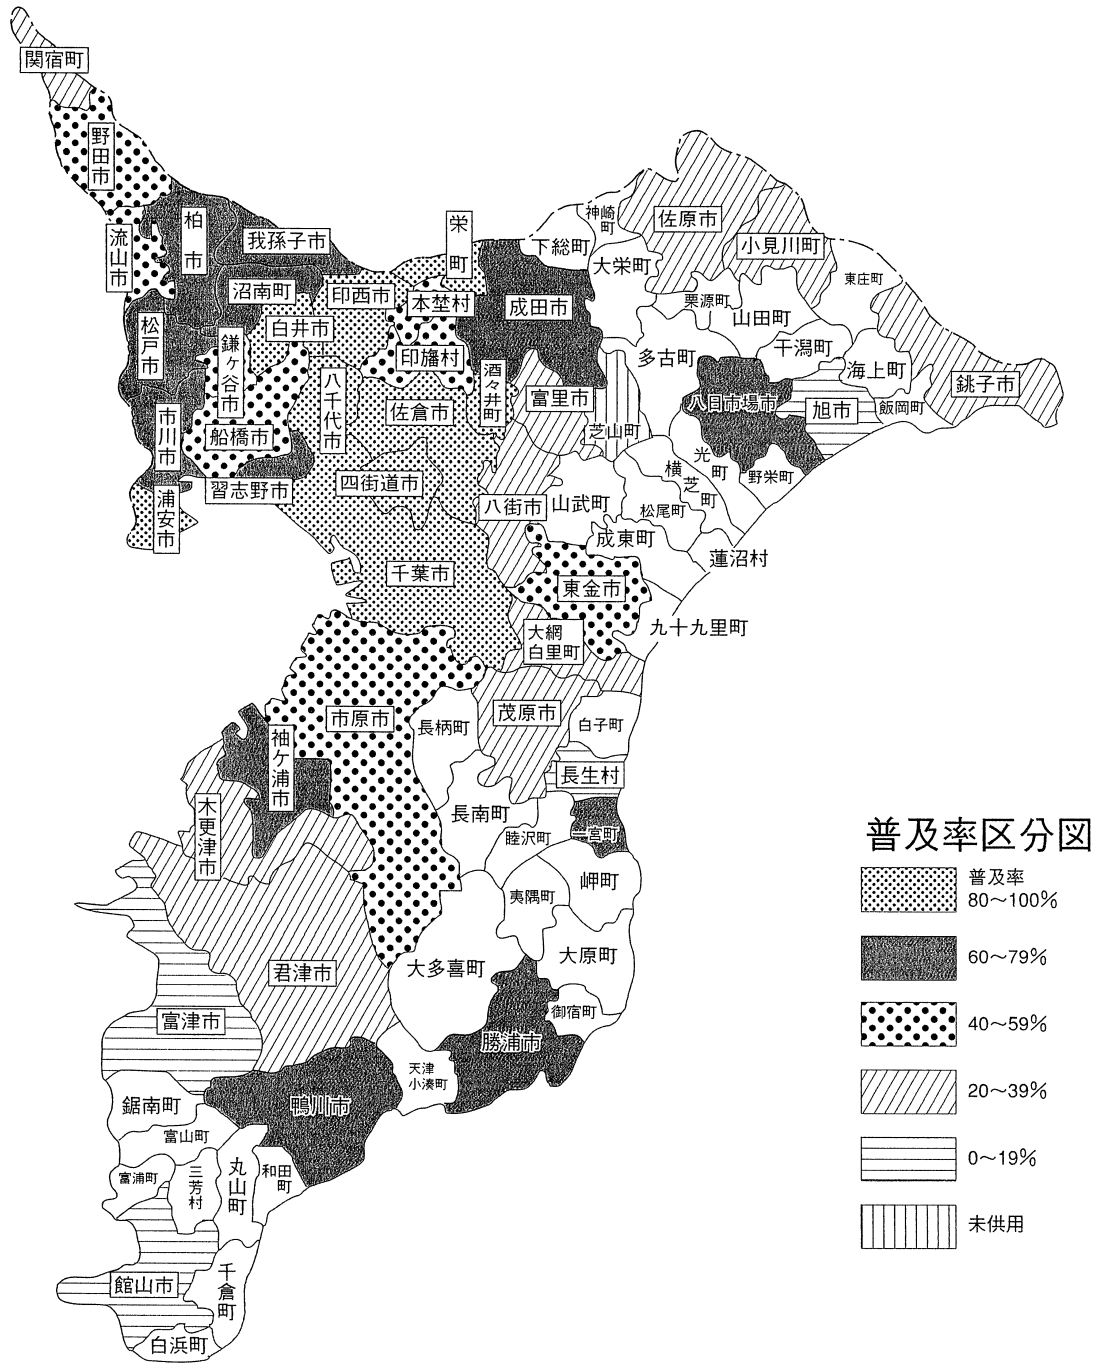 関宿町
野田市
流山市
柏市
我孫子市
沼南町
松戸市
鎌ヶ谷市
市川市
船橋市
習志野市
浦安市
白井市
印西市
本埜村
印旛村
栄町
成田市
酒々井町
八千代市
佐倉市
四街道市
千葉市
富里市
芝山町
八街市
山武町
下総町
神崎町
大栄町
佐原市
小見川町
東庄町
栗源町
山田町
多古町
干潟町
海上町
銚子市
八日市場市
旭市
飯岡町
光町
野栄町
横芝町
松尾町
成東町
蓮沼村
東金市
九十九里町
大網
白里町
市原市
長柄町
茂原市
白子町
長生村
袖ケ浦市
木更津市
長南町
睦沢町
一宮町
岬町
夷隅町
大原町
大多喜町
御宿町
勝浦市
君津市
富津市
天津
小湊町
鴨川市
鋸南町
富山町
富浦町
三芳村
丸山町
和田町
館山市
千倉町
白浜町
普及率区分図
普及率
80～100%
60～79%
40～59%
20～39%
0～19%
未供用